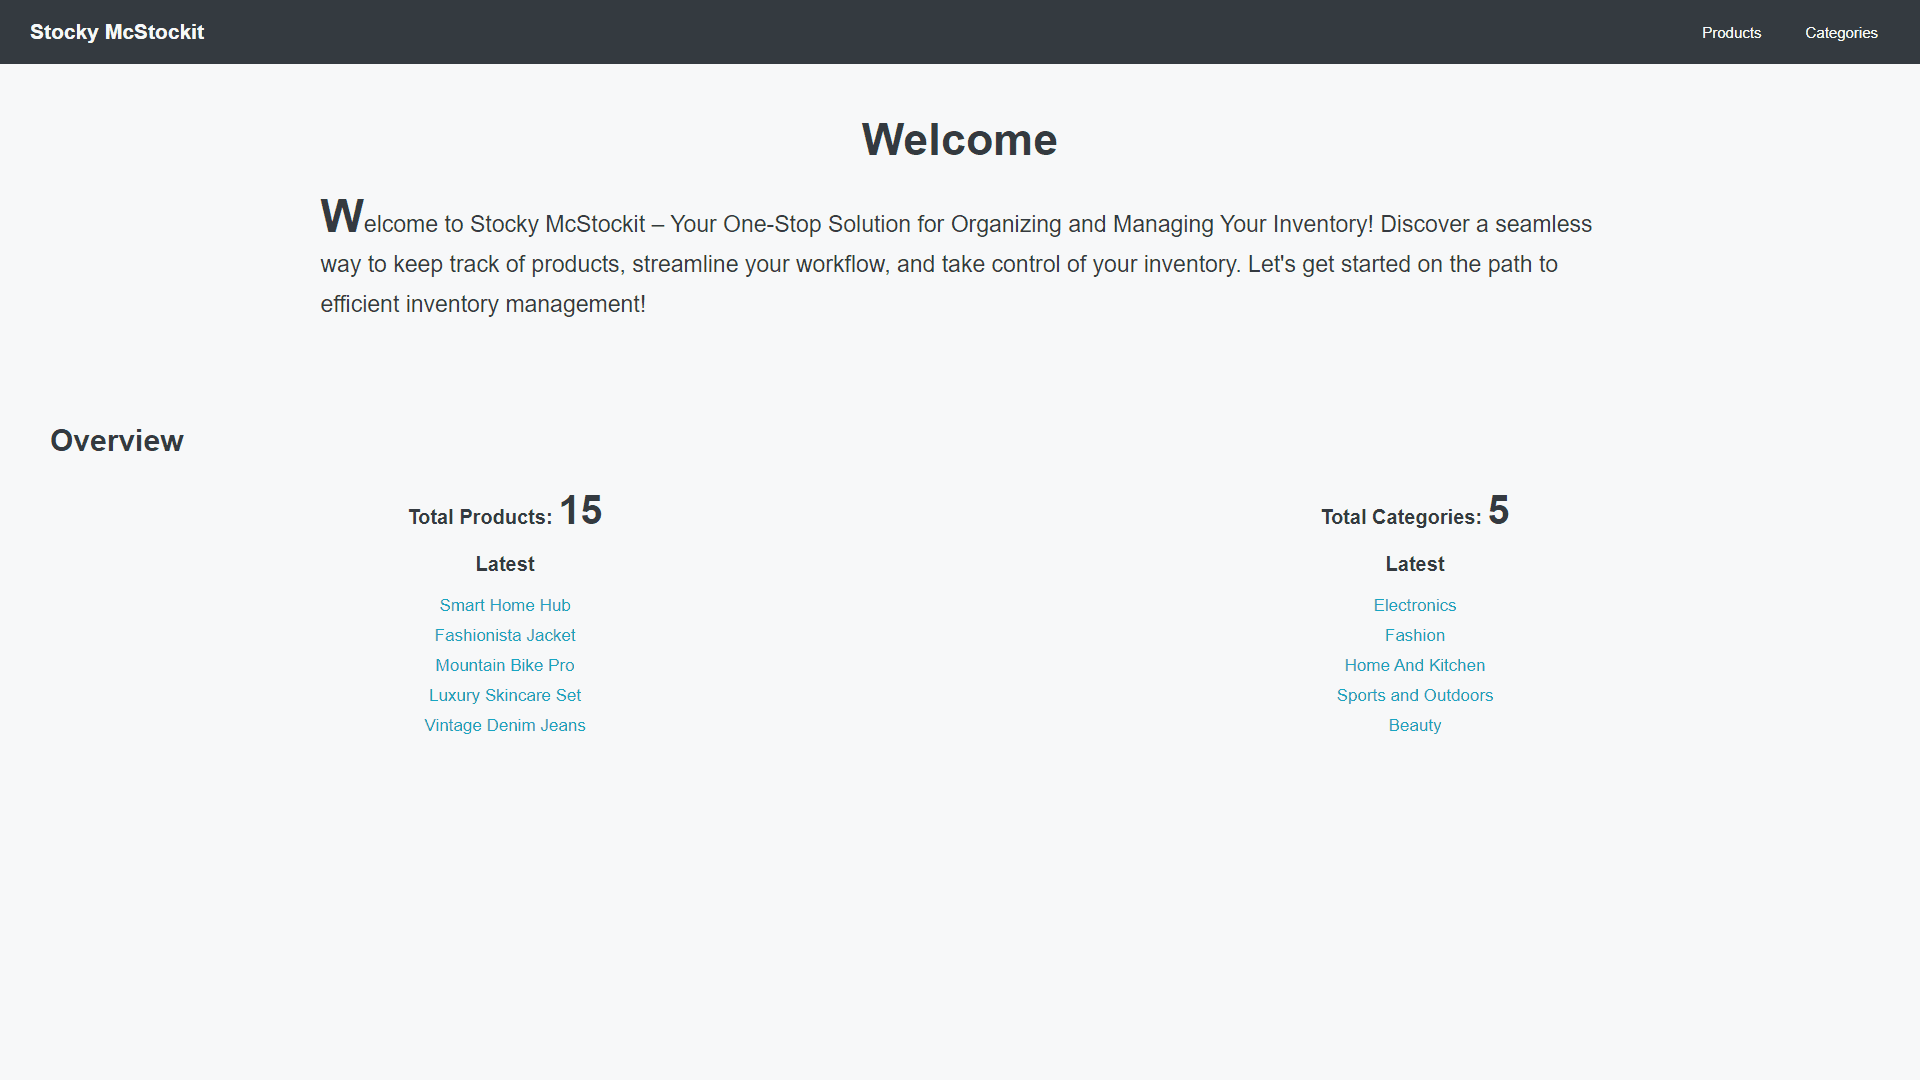 Stocky McStockit
Products
Categories
Welcome
Welcome to Stocky McStockit – Your One-Stop Solution for Organizing and Managing Your Inventory! Discover a seamless
way to keep track of products, streamline your workflow, and take control of your inventory. Let's get started on the path to
efficient inventory management!
Overview
Total Products: 15
Latest
Smart Home Hub
Fashionista Jacket
Mountain Bike Pro
Luxury Skincare Set
Vintage Denim Jeans
Total Categories: 5
Latest
Electronics
Fashion
Home And Kitchen
Sports and Outdoors
Beauty